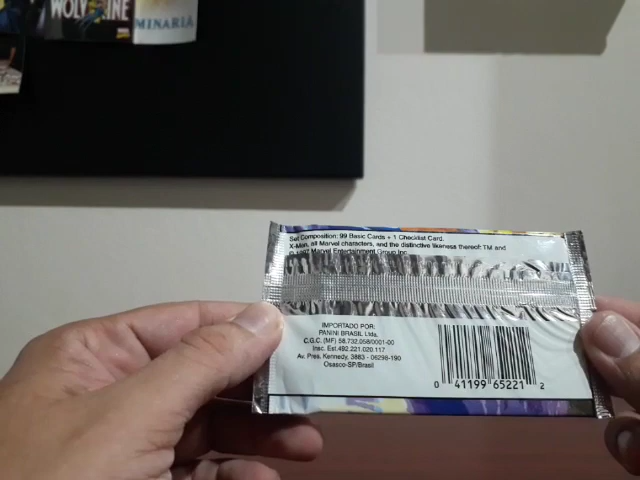 WOLV INE
MINARIA
Set Composition: 99 Basic Cards + 1 Checklist Card.
X-Men, all Marvel characters, and the distinctive likeness thereof: TM and
© 1997 Marvel Entertainment Group Inc
IMPORTADO POR:
PANINI BRASIL Ltda.
C.G.C. (MF) 58.732.058/0001-00
Insc. Est.492.221.020.117
Av. Pres. Kennedy, 3883 - 06298-190
Osasco-SP/Brasil
0 41199 65221 2